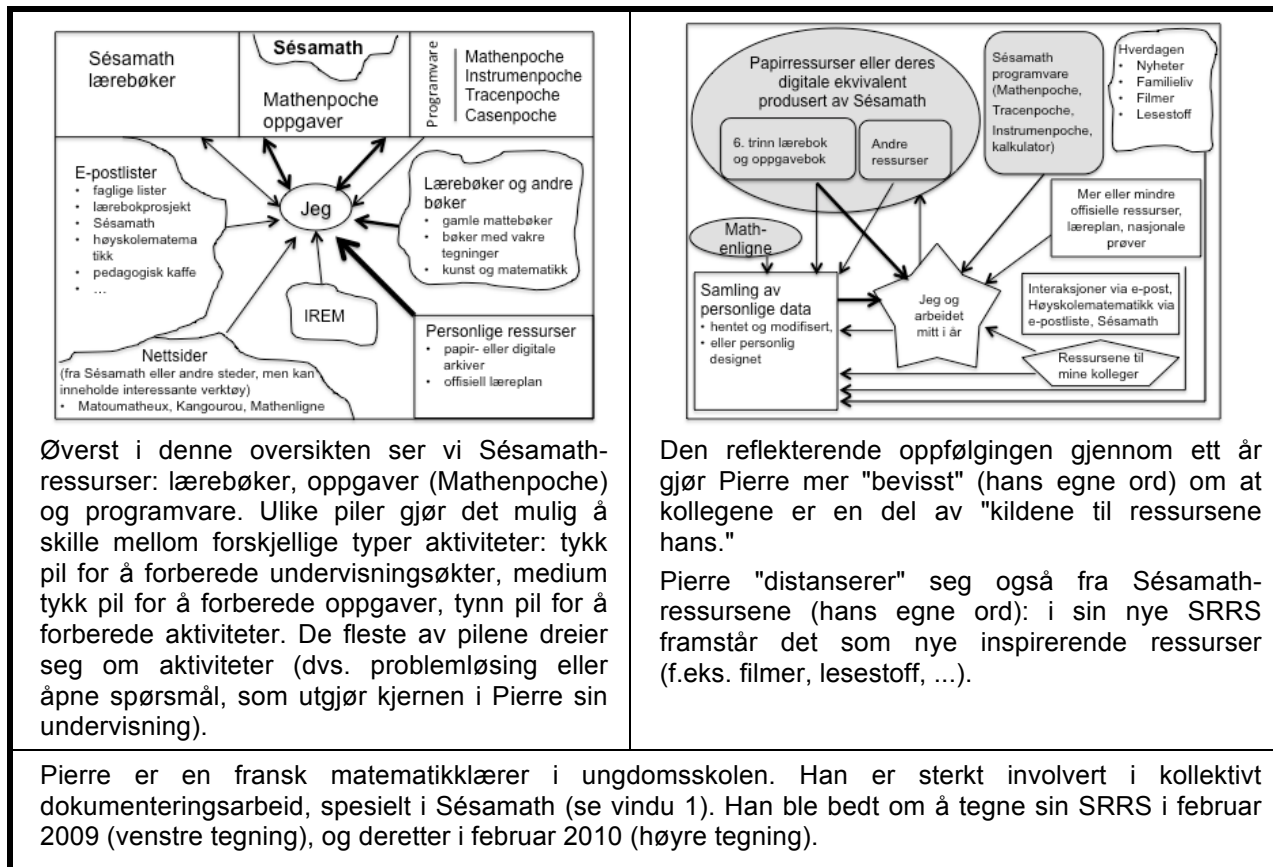 Sésamath
lærebøker
Sésamath
Mathenpoche
oppgaver
Programvare
Mathenpoche
Instrumenpoche
Tracenpoche
Casenpoche
E-postlister
• faglige lister
• lærebokprosjekt
• Sésamath
• høyskolematema
tikk
• pedagogisk kaffe
• ...
Jeg
Lærebøker og andre
bøker
• gamle mattebøker
• bøker med vakre
tegninger
• kunst og matematikk
IREM
Nettsider
(fra Sésamath eller andre steder, men kan
inneholde interessante verktøy)
• Matoumatheux, Kangourou, Mathenligne
Personlige ressurser
• papir- eller digitale
arkiver
• offisiell læreplan
Øverst i denne oversikten ser vi Sésamath-
ressurser: lærebøker, oppgaver (Mathenpoche)
og programvare. Ulike piler gjør det mulig å
skille mellom forskjellige typer aktiviteter: tykk
pil for å forberede undervisningsøkter, medium
tykk pil for å forberede oppgaver, tynn pil for å
forberede aktiviteter. De fleste av pilene dreier
seg om aktiviteter (dvs. problemløsing eller
åpne spørsmål, som utgjør kjernen i Pierre sin
undervisning).
Papirressurser eller deres
digitale ekvivalent
produsert av Sésamath
6. trinn lærebok
og oppgavebok
Andre
ressurser
Sésamath
programvare
(Mathenpoche,
Tracenpoche,
Instrumenpoche,
kalkulator)
Hverdagen
• Nyheter
• Familieliv
• Filmer
• Lesestoff
Math-
enligne
Mer eller mindre
offisielle ressurser,
læreplan, nasjonale
prøver
Samling av
personlige data
• hentet og modifisert,
• eller personlig
designet
Jeg og
arbeidet
mitt i år
Interaksjoner via e-post,
Høyskolematematikk via
e-postliste, Sésamath
Ressursene til
mine kolleger
Den reflekterende oppfølgingen gjennom ett år
gjør Pierre mer "bevisst" (hans egne ord) om at
kollegene er en del av "kildene til ressursene
hans."
Pierre "distanserer" seg også fra Sésamath-
ressursene (hans egne ord): i sin nye SRRS
framstår det som nye inspirerende ressurser
(f.eks. filmer, lesestoff, ...).
Pierre er en fransk matematikklærer i ungdomsskolen. Han er sterkt involvert i kollektivt
dokumenteringsarbeid, spesielt i Sésamath (se vindu 1). Han ble bedt om å tegne sin SRRS i februar
2009 (venstre tegning), og deretter i februar 2010 (høyre tegning).